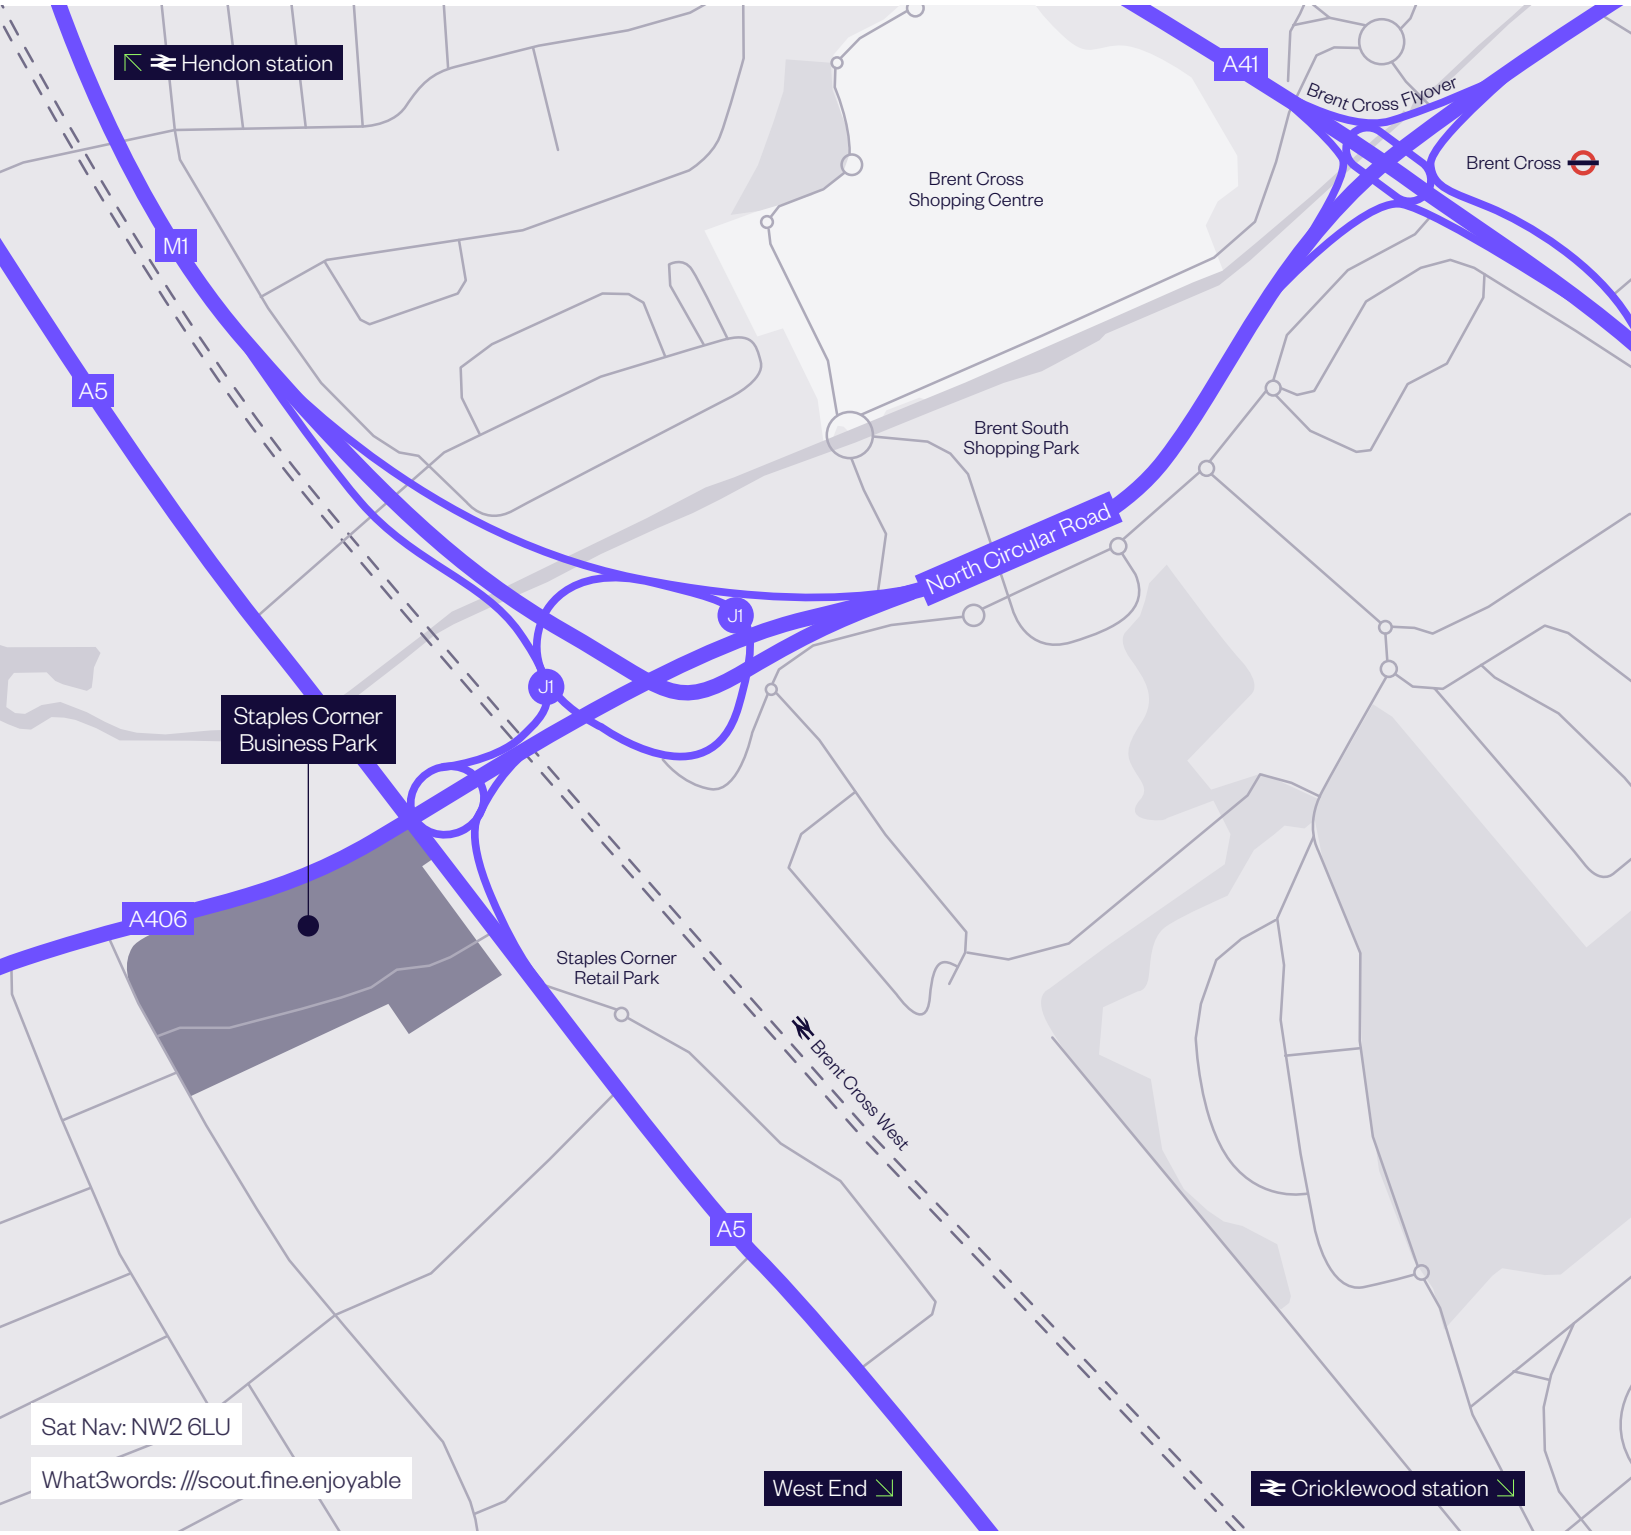 Hendon station
A41
Brent Cross Flyover
Brent Cross
Brent Cross
Shopping Centre
M1
A5
Brent South
Shopping Park
North Circular Road
J1
J1
Staples Corner
Business Park
A406
Staples Corner
Retail Park
Brent Cross West
A5
Sat Nav: NW2 6LU
What3words: ///scout.fine.enjoyable
West End
Cricklewood station